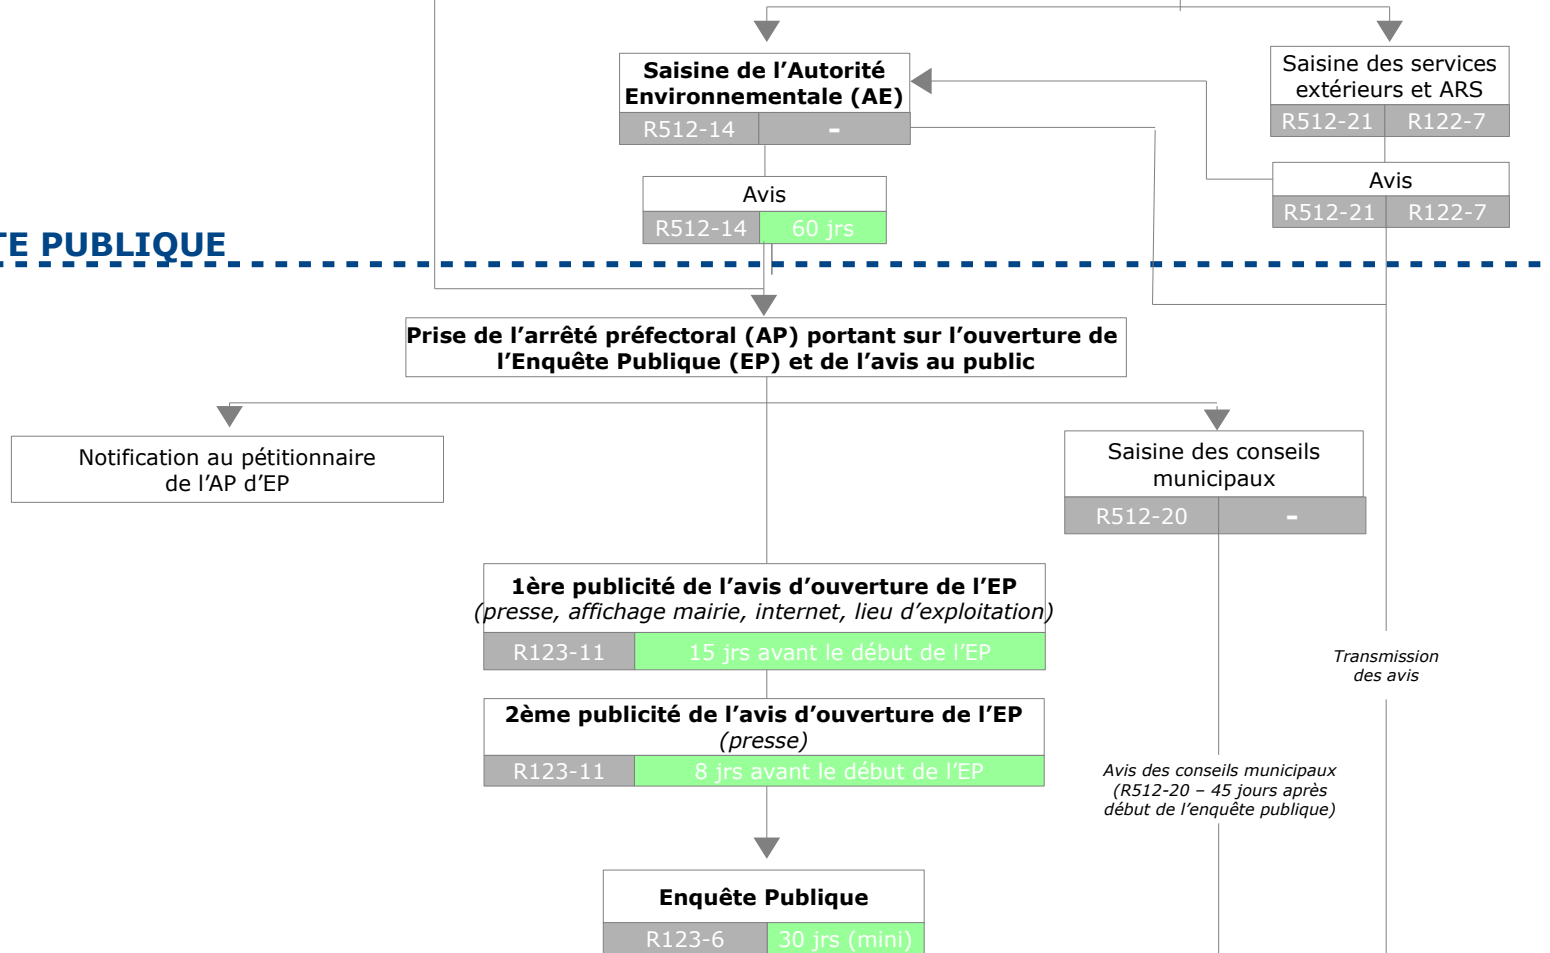 Saisine de l’Autorité
Environnementale (AE)
R512-14 -
Saisine des services
extérieurs et ARS
R512-21 R122-7
Avis
R512-14 60 jrs
Avis
R512-21 R122-7
TE PUBLIQUE
Prise de l’arrêté préfectoral (AP) portant sur l’ouverture de
l’Enquête Publique (EP) et de l’avis au public
Notification au pétitionnaire
de l’AP d’EP
Saisine des conseils
municipaux
R512-20 -
1ère publicité de l’avis d’ouverture de l’EP
(presse, affichage mairie, internet, lieu d’exploitation)
R123-11 15 jrs avant le début de l’EP
Transmission
des avis
2ème publicité de l’avis d’ouverture de l’EP
(presse)
R123-11 8 jrs avant le début de l’EP
Avis des conseils municipaux
(R512-20 – 45 jours après
début de l’enquête publique)
Enquête Publique
R123-6 30 jrs (mini)